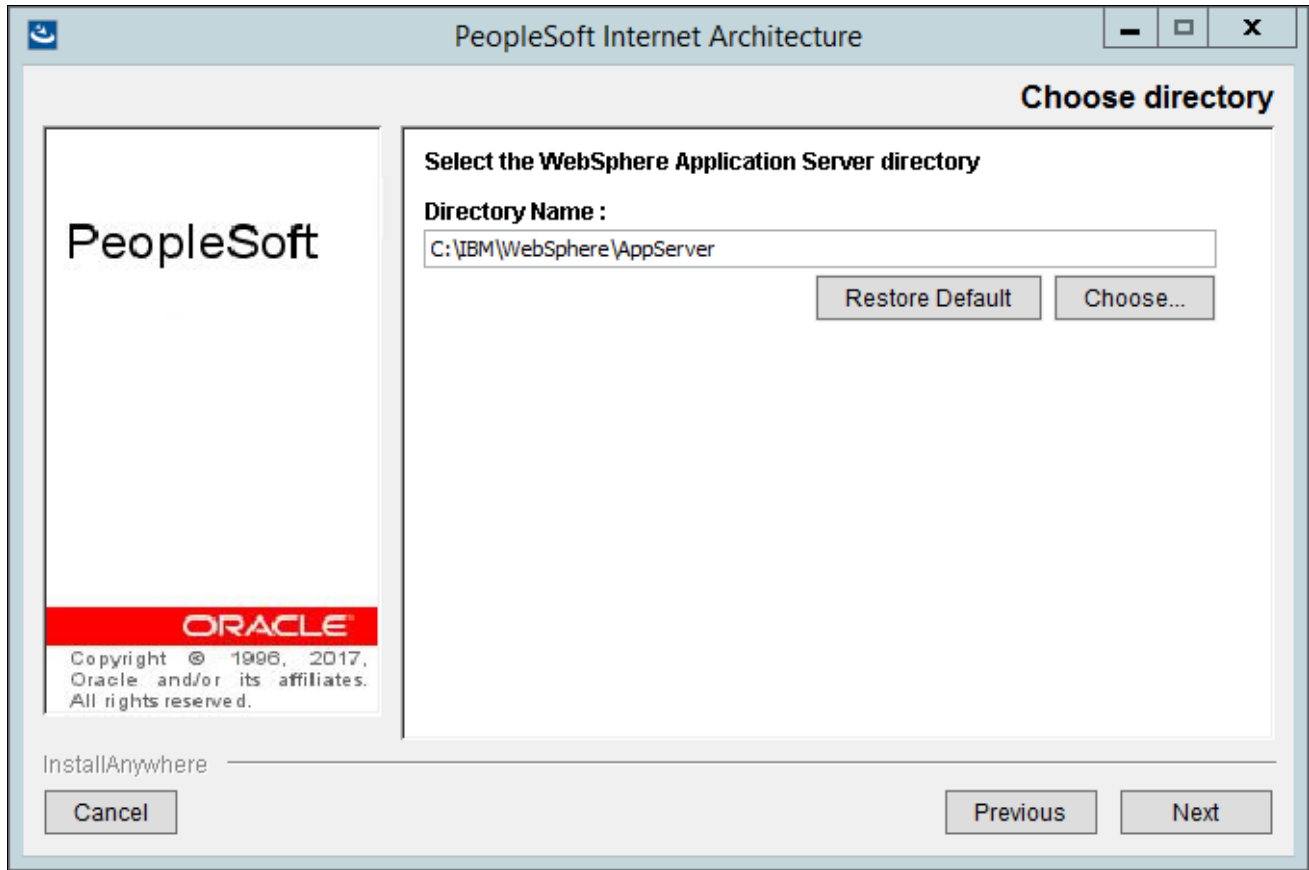 PeopleSoft Internet Architecture
Choose directory
PeopleSoft
ORACLE
Copyright © 1996, 2017,
Oracle and/or its affiliates.
All rights reserved.
Select the WebSphere Application Server directory
Directory Name :
C:\IBM\WebSphere\AppServer
Restore Default
Choose...
InstallAnywhere
Cancel
Previous
Next